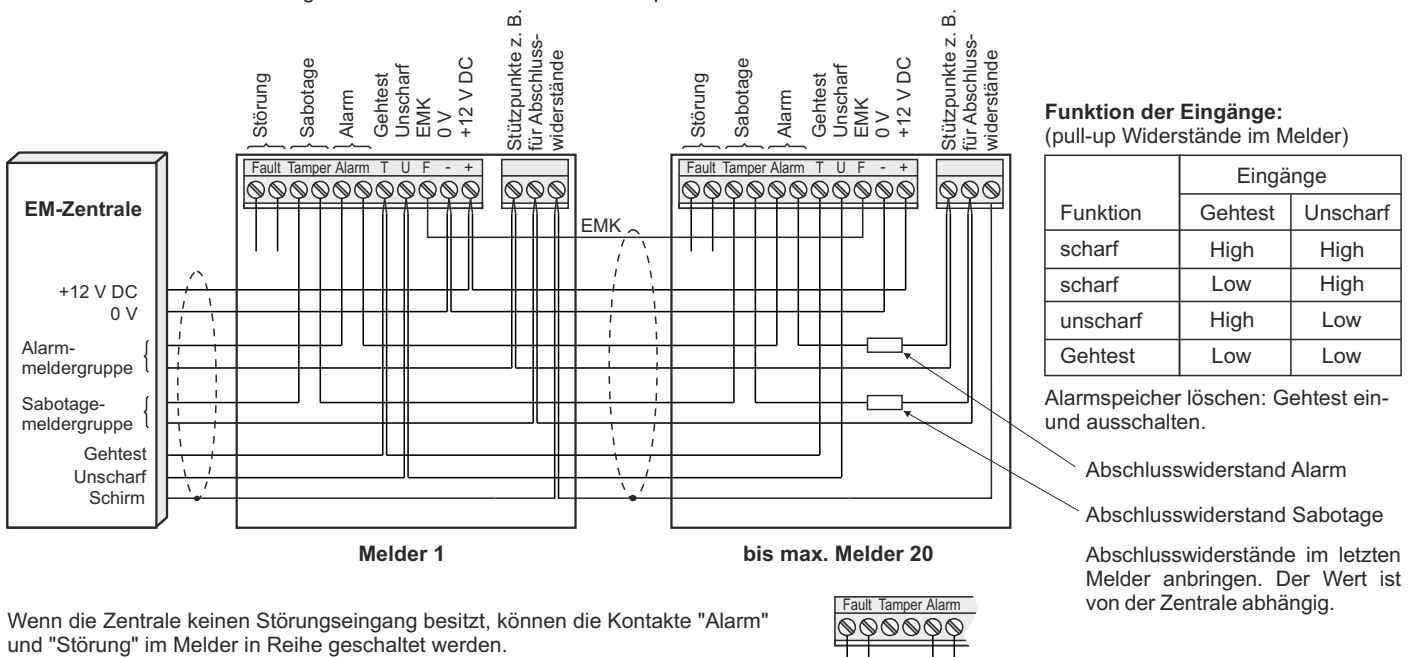 Störung
Sabotage
Alarm
Gehtest
Unscharf
EMK
0 V
+12 V DC
Stützpunkte z. B.
für Abschluss-
widerstände
Störung
Sabotage
Alarm
Gehtest
Unscharf
EMK
0 V
+12 V DC
Stützpunkte z. B.
für Abschluss-
widerstände
Fault Tamper Alarm T U F - +
Fault Tamper Alarm T U F - +
EMK
EM-Zentrale
+12 V DC
0 V
Alarm-
meldergruppe
Sabotage-
meldergruppe
Gehtest
Unscharf
Schirm
Melder 1
bis max. Melder 20
Funktion der Eingänge:
(pull-up Widerstände im Melder)
Eingänge
Funktion Gehtest Unscharf
scharf High High
scharf Low High
unscharf High Low
Gehtest Low Low
Alarmspeicher löschen: Gehtest ein-
und ausschalten.
Abschlusswiderstand Alarm
Abschlusswiderstand Sabotage
Abschlusswiderstände im letzten
Melder anbringen. Der Wert ist
von der Zentrale abhängig.
Wenn die Zentrale keinen Störungseingang besitzt, können die Kontakte "Alarm"
und "Störung" im Melder in Reihe geschaltet werden.
Fault Tamper Alarm